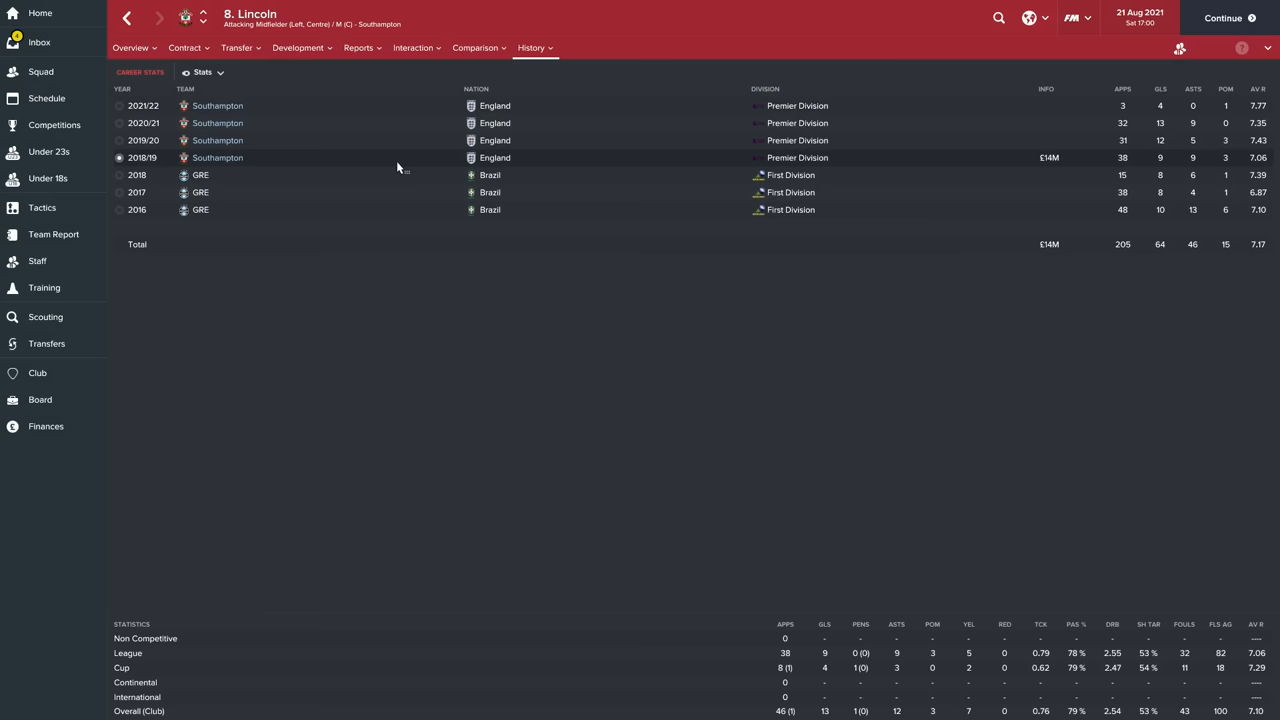 Home
8. Lincoln
Attacking Midfielder (Left, Centre) / M (C) - Southampton
FM
21 Aug 2021
Sat 17:00
Continue
4
Inbox
Overview Contract Transfer Development Reports Interaction Comparison History
?
Squad
Schedule
Competitions
Under 23s
Under 18s
Tactics
Team Report
Staff
Training
Scouting
Transfers
Club
Board
Finances
CAREER STATS Stats
YEAR TEAM NATION DIVISION INFO APPS GLS ASTS POM AV R
2021/22 Southampton England Premier Division 3 4 0 1 7.77
2020/21 Southampton England Premier Division 32 13 9 0 7.35
2019/20 Southampton England Premier Division 31 12 5 3 7.43
2018/19 Southampton England Premier Division £14M 38 9 9 3 7.06
2018 GRE Brazil First Division 15 8 6 1 7.39
2017 GRE Brazil First Division 38 8 4 1 6.87
2016 GRE Brazil First Division 48 10 13 6 7.10
Total £14M 205 64 46 15 7.17
STATISTICS APPS GLS PENS ASTS POM YEL RED TCK PAS % DRB SH TAR FOULS FLS AG AV R
Non Competitive 0 - - - - - - - - - - - - ----
League 38 9 0 (0) 9 3 5 0 0.79 78 % 2.55 53 % 32 82 7.06
Cup 8 (1) 4 1 (0) 3 0 2 0 0.62 79 % 2.47 54 % 11 18 7.29
Continental 0 - - - - - - - - - - - - ----
International 0 - - - - - - - - - - - - ----
Overall (Club) 46 (1) 13 1 (0) 12 3 7 0 0.76 79 % 2.54 53 % 43 100 7.10